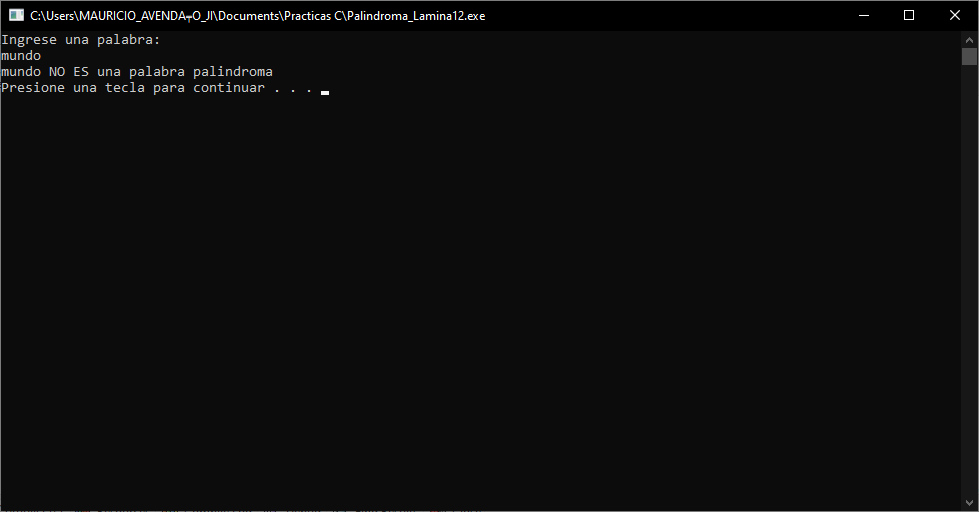 C:\Users\MAURICIO_AVENDA╤O_JI\Documents\Practicas C\Palindroma_Lamina12.exe
Ingrese una palabra:
mundo
mundo NO ES una palabra palindroma
Presione una tecla para continuar . . .